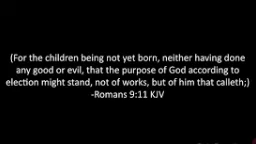 (For the children being not yet born, neither having done
any good or evil, that the purpose of God according to
election might stand, not of works, but of him that calleth;)
-Romans 9:11 KJV